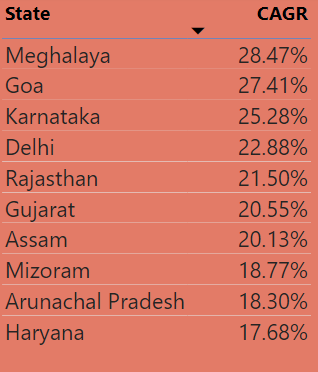 State CAGR
Meghalaya 28.47%
Goa 27.41%
Karnataka 25.28%
Delhi 22.88%
Rajasthan 21.50%
Gujarat 20.55%
Assam 20.13%
Mizoram 18.77%
Arunachal Pradesh 18.30%
Haryana 17.68%